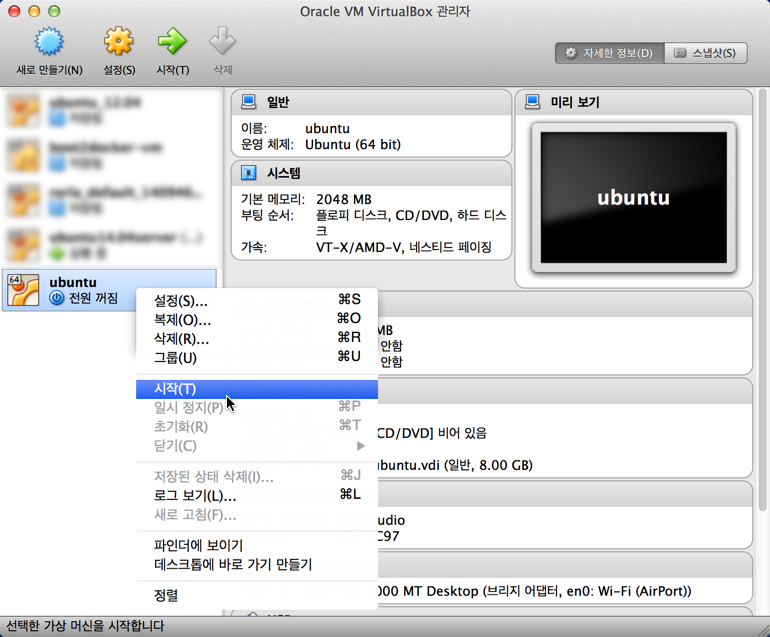 Oracle VM VirtualBox 관리자
새로 만들기(N)
설정(S)
시작(T)
삭제
자세한 정보(D)
스냅샷(S)
64
ubuntu
전원 꺼짐
일반
이름: ubuntu
운영 체제: Ubuntu (64 bit)
시스템
기본 메모리: 2048 MB
부팅 순서: 플로피 디스크, CD/DVD, 하드 디스
크
가속: VT-x/AMD-V, 네스티드 페이징
미리 보기
ubuntu
설정(S)... ⌘S
복제(O)... ⌘O
삭제(R)... ⌘R
그룹(U) ⌘U
시작(T)
일시 정지(P) ⌘P
초기화(R) ⌘T
닫기(C)
저장된 상태 삭제(I)... ⌘J
로그 보기(L)... ⌘L
새로 고침(F)...
파인더에 보이기
데스크톱에 바로 가기 만들기
정렬
MB
안함
안함
CD/DVD] 비어 있음
ubuntu.vdi (일반, 8.00 GB)
udio
C97
000 MT Desktop (브리지 어댑터, en0: Wi-Fi (AirPort))
선택한 가상 머신을 시작합니다